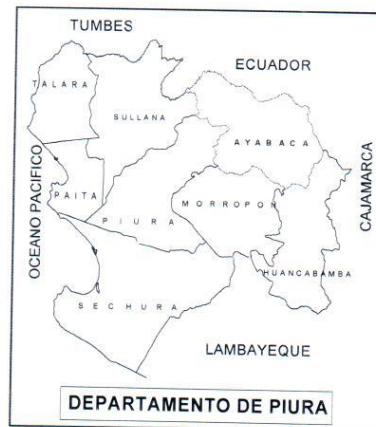 TUMBES
ECUADOR
TALARA
SULLANA
AYABACA
OCEANO PACIFICO
CAJAMARCA
PAITA
MORROPON
PIURA
HUANCABAMBA
SECHURA
LAMBAYEQUE
DEPARTAMENTO DE PIURA